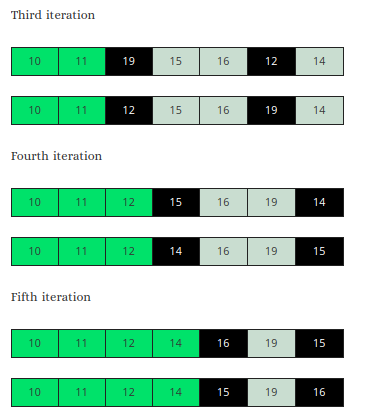 Third iteration
10 11 19 15 16 12 14
10 11 12 15 16 19 14
Fourth iteration
10 11 12 15 16 19 14
10 11 12 14 16 19 15
Fifth iteration
10 11 12 14 16 19 15
10 11 12 14 15 19 16